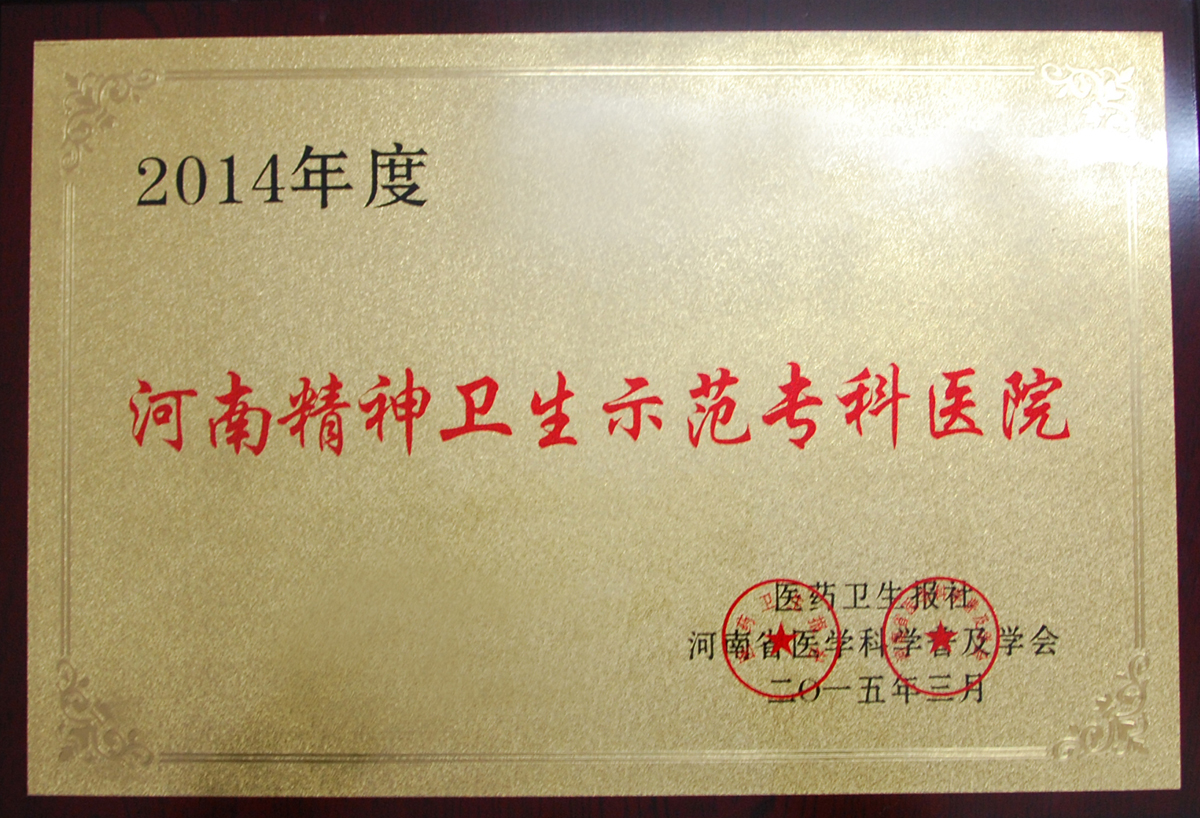 2014年度
河南精神卫生示范专科医院
医药卫生报社
河南省医学科学普及学会
二〇一五年三月